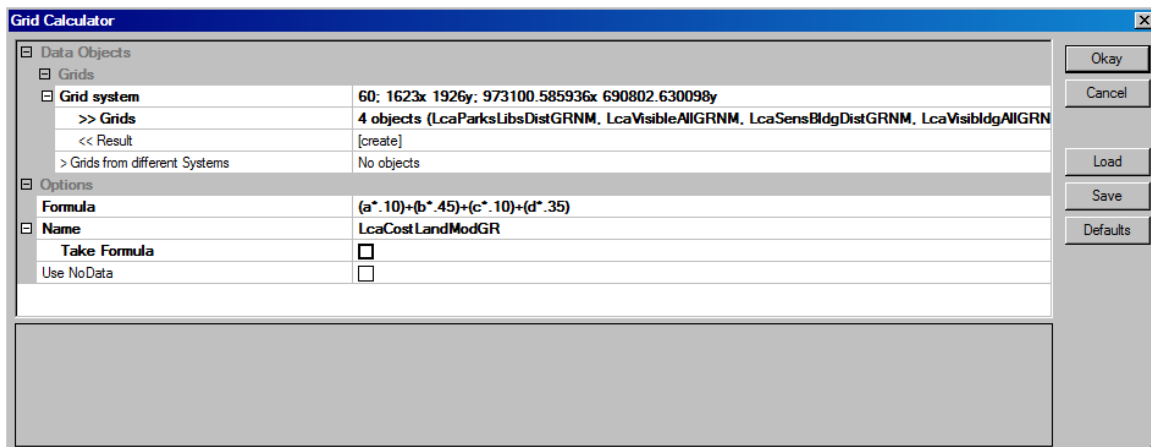 Grid Calculator
Data Objects
Grids
Grid system 60; 1623x 1926y; 973100.585936x 690802.630098y
>> Grids 4 objects (LcaParksLibsDistGRNM, LcaVisibleAllGRNM, LcaSensBldgDistGRNM, LcaVisibldgAllGRN
<< Result [create]
> Grids from different Systems No objects
Options
Formula (a*.10)+(b*.45)+(c*.10)+(d*.35)
Name LcaCostLandModGR
Take Formula
Use NoData
Okay
Cancel
Load
Save
Defaults